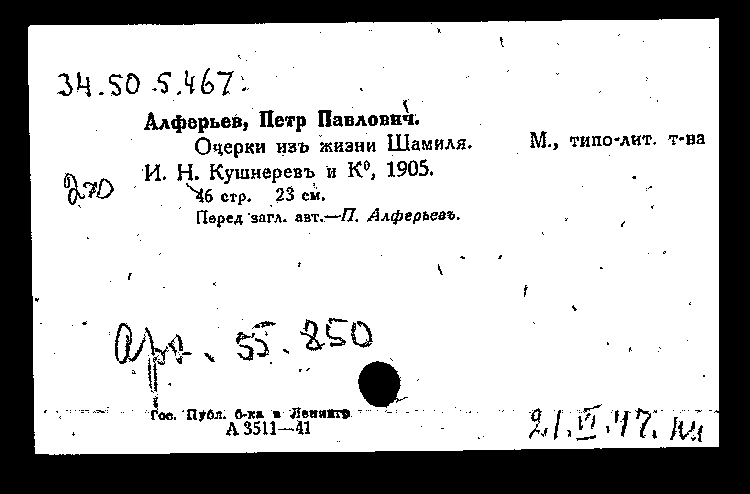 34.50.5.467.
Алферьев, Петр Павлович.
Очерки изъ жизни Шамиля. М., типо-лит. т-ва
И. Н. Кушнеревъ и К⁰, 1905.
46 стр. 23 см.
Перед загл. авт.—П. Алферьевъ.
55.850
Гос. Публ. б-ка в Ленингр
А 3511—41
21.VI.47.